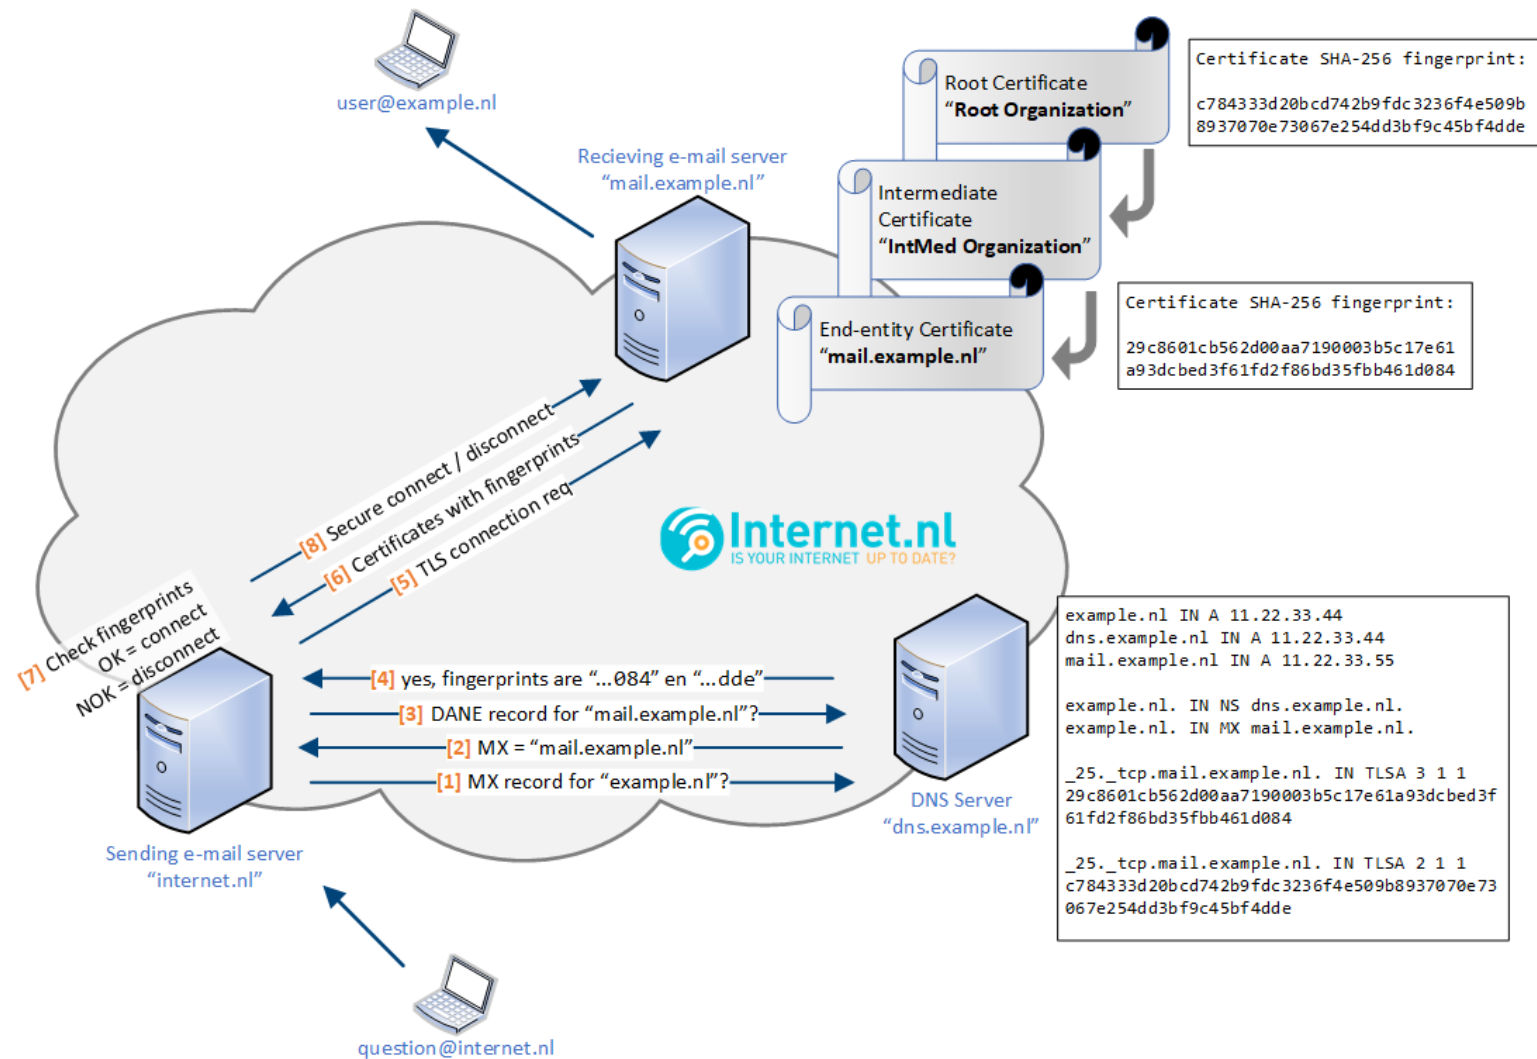 user@example.nl
Recieving e-mail server
“mail.example.nl”
Root Certificate
“Root Organization”
Certificate SHA-256 fingerprint:
c784333d20bcd742b9fdc3236f4e509b
8937070e73067e254dd3bf9c45bf4dde
Intermediate
Certificate
“IntMed Organization”
End-entity Certificate
“mail.example.nl”
Certificate SHA-256 fingerprint:
29c8601cb562d00aa7190003b5c17e61
a93dcbed3f61fd2f86bd35fbb461d084
[8] Secure connect / disconnect
[6] Certificates with fingerprints
[5] TLS connection req
Internet.nl
IS YOUR INTERNET UP TO DATE?
[7] Check fingerprints
OK = connect
NOK = disconnect
[4] yes, fingerprints are “...084” en “...dde”
[3] DANE record for “mail.example.nl”?
[2] MX = “mail.example.nl”
[1] MX record for “example.nl”?
Sending e-mail server
“internet.nl”
DNS Server
“dns.example.nl”
example.nl IN A 11.22.33.44
dns.example.nl IN A 11.22.33.44
mail.example.nl IN A 11.22.33.55
example.nl. IN NS dns.example.nl.
example.nl. IN MX mail.example.nl.
_25._tcp.mail.example.nl. IN TLSA 3 1 1
29c8601cb562d00aa7190003b5c17e61a93dcbed3f
61fd2f86bd35fbb461d084
_25._tcp.mail.example.nl. IN TLSA 2 1 1
c784333d20bcd742b9fdc3236f4e509b8937070e73
067e254dd3bf9c45bf4dde
question@internet.nl